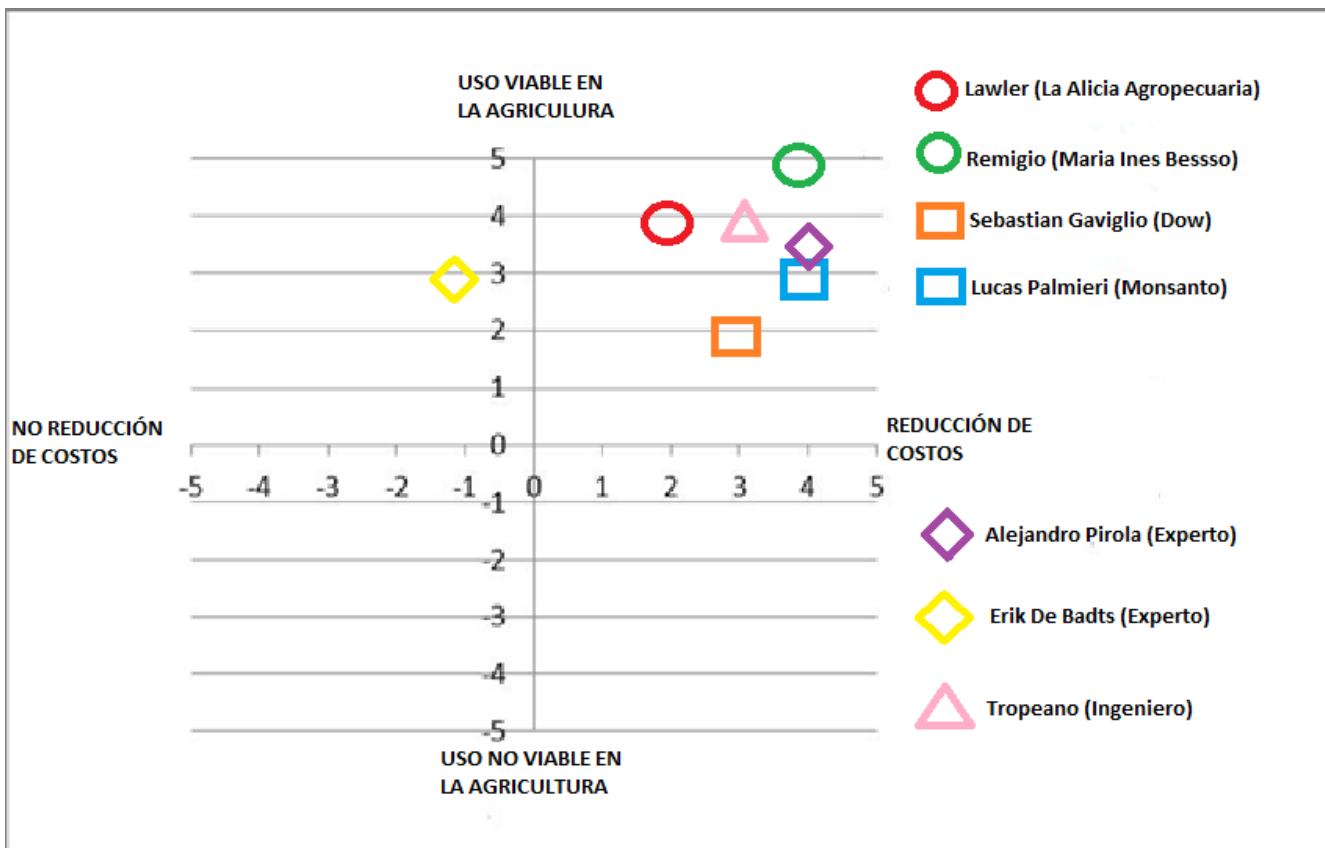 USO VIABLE EN
LA AGRICULURA
Lawler (La Alicia Agropecuaria)
Remigio (Maria Ines Bessso)
Sebastian Gaviglio (Dow)
Lucas Palmieri (Monsanto)
5
4
3
2
1
0
NO REDUCCIÓN
DE COSTOS
REDUCCIÓN DE
COSTOS
-5 -4 -3 -2 -1 0 1 2 3 4 5
-1
-2
-3
-4
-5
Alejandro Pirola (Experto)
Erik De Badts (Experto)
Tropeano (Ingeniero)
USO NO VIABLE EN
LA AGRICULTURA